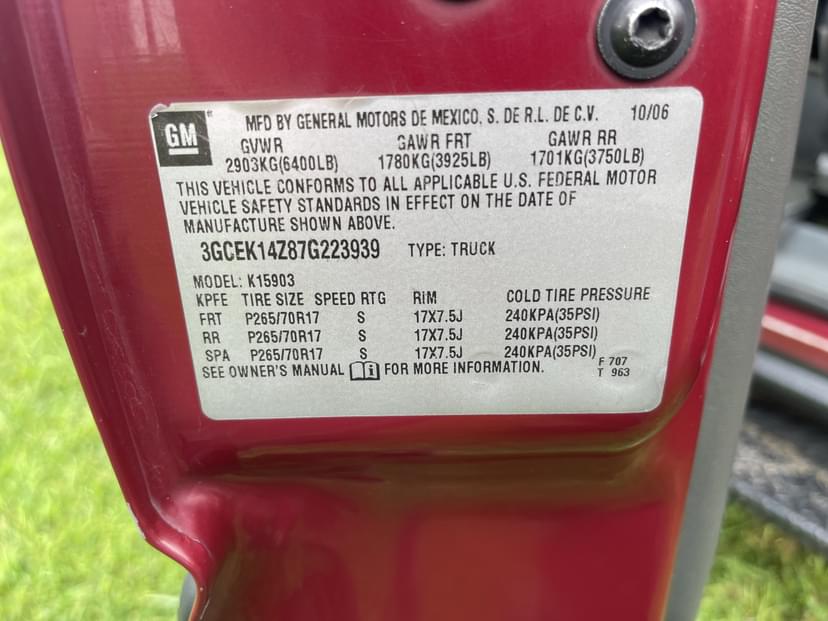 GM
MFD BY GENERAL MOTORS DE MEXICO, S. DE R.L. DE C.V. 10/06
GVWR GAWR FRT GAWR RR
2903KG(6400LB) 1780KG(3925LB) 1701KG(3750LB)
THIS VEHICLE CONFORMS TO ALL APPLICABLE U.S. FEDERAL MOTOR
VEHICLE SAFETY STANDARDS IN EFFECT ON THE DATE OF
MANUFACTURE SHOWN ABOVE.
3GCEK14Z87G223939 TYPE: TRUCK
MODEL: K15903
KPFE TIRE SIZE SPEED RTG RIM COLD TIRE PRESSURE
FRT P265/70R17 S 17X7.5J 240KPA(35PSI)
RR P265/70R17 S 17X7.5J 240KPA(35PSI)
SPA P265/70R17 S 17X7.5J 240KPA(35PSI)
F 707
SEE OWNER'S MANUAL FOR MORE INFORMATION. T 963